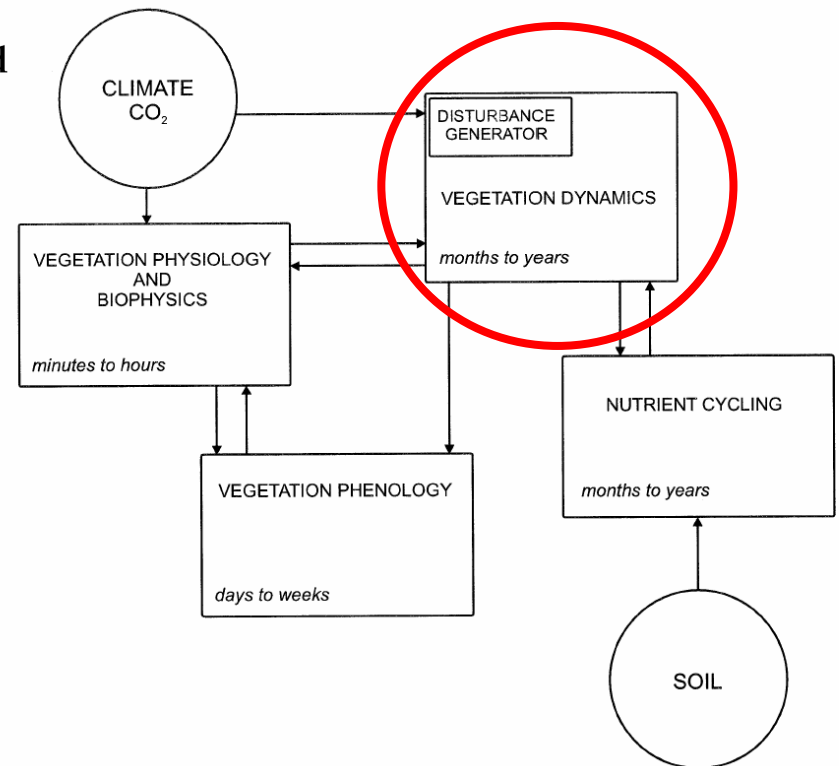 CLIMATE
CO₂
DISTURBANCE
GENERATOR
VEGETATION DYNAMICS
months to years
VEGETATION PHYSIOLOGY
AND
BIOPHYSICS
minutes to hours
NUTRIENT CYCLING
months to years
VEGETATION PHENOLOGY
days to weeks
SOIL